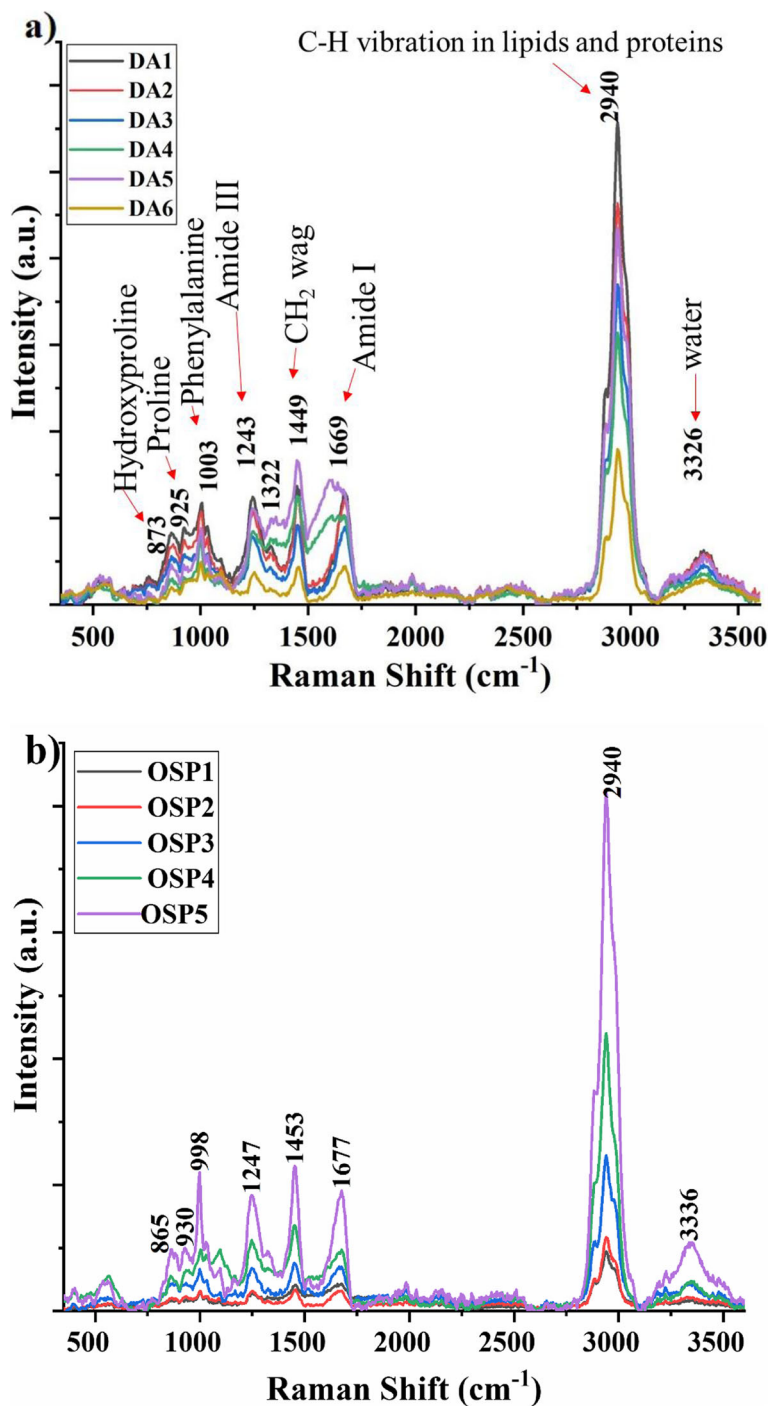 a)
C-H vibration in lipids and proteins
DA1
DA2
DA3
DA4
DA5
DA6
2940
Hydroxyproline
Proline
Phenylalanine
Amide III
CH₂ wag
Amide I
water
873
925
1003
1243
1322
1449
1669
3326
Intensity (a.u.)
500 1000 1500 2000 2500 3000 3500
Raman Shift (cm⁻¹)
b)
OSP1
OSP2
OSP3
OSP4
OSP5
2940
865
930
998
1247
1453
1677
3336
Intensity (a.u.)
500 1000 1500 2000 2500 3000 3500
Raman Shift (cm⁻¹)